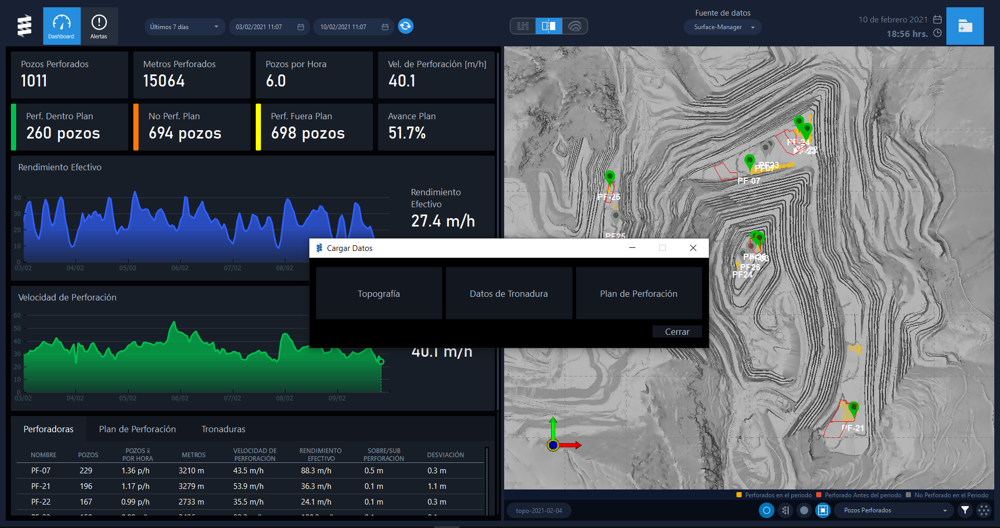 Dashboard
Alertas
Últimos 7 días
03/02/2021 11:07
10/02/2021 11:07
Fuente de datos
Surface-Manager
10 de febrero 2021
18:56 hrs.
Pozos Perforados
1011
Metros Perforados
15064
Pozos por Hora
6.0
Vel. de Perforación [m/h]
40.1
Perf. Dentro Plan
260 pozos
No Perf. Plan
694 pozos
Perf. Fuera Plan
698 pozos
Avance Plan
51.7%
Rendimiento Efectivo
40
30
20
10
0
03/02
04/02
05/02
06/02
07/02
08/02
Rendimiento
Efectivo
27.4 m/h
Velocidad de Perforación
60
50
40
30
20
10
0
03/02
04/02
05/02
06/02
07/02
08/02
09/02
40.1 m/h
Cargar Datos
Topografía
Datos de Tronadura
Plan de Perforación
Cerrar
Perforadoras
Plan de Perforación
Tronaduras
NOMBRE
POZOS
POZOS x̄
POR HORA
METROS
VELOCIDAD DE
PERFORACIÓN
RENDIMIENTO
EFECTIVO
SOBRE/SUB
PERFORACIÓN
DESVIACIÓN
PF-07 229 1.36 p/h 3210 m 43.5 m/h 88.3 m/h 0.5 m 0.3 m
PF-21 196 1.17 p/h 3279 m 53.9 m/h 36.3 m/h 0.1 m 1.1 m
PF-22 167 0.99 p/h 2733 m 35.5 m/h 24.1 m/h 0.1 m 0.3 m
PF-24
PF23
PF07
PF-07
PF-25
PF25
PF26
PF24
PF-21
Perforados en el periodo
Perforado Antes del periodo
No Perforado en el Periodo
topo-2021-02-04
Pozos Perforados